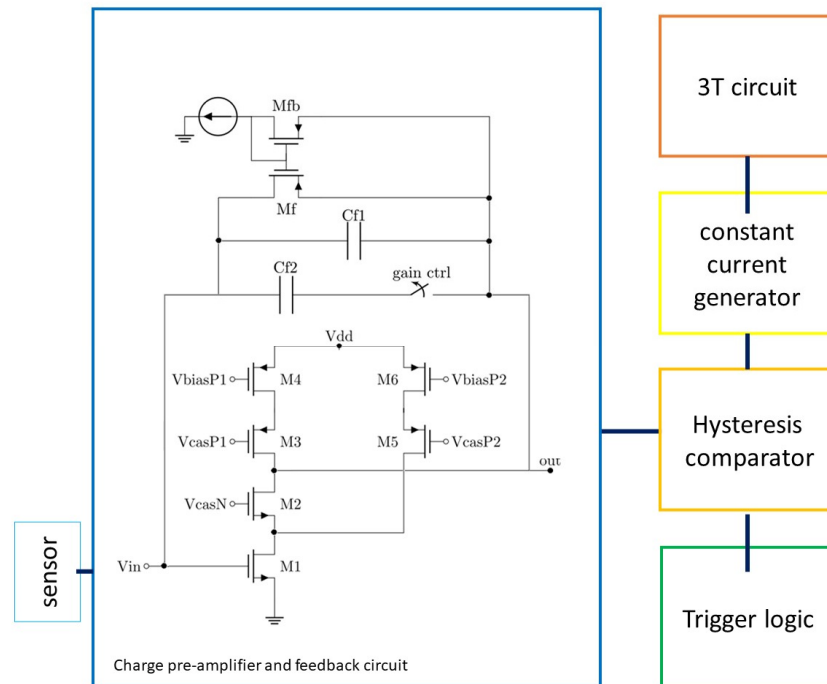 3T circuit
constant
current
generator
Hysteresis
comparator
Trigger logic
sensor
Mfb
Mf
Cf1
Cf2
gain ctrl
Vdd
VbiasP1
M4
M6
VbiasP2
VcasP1
M3
M5
VcasP2
out
VcasN
M2
Vin
M1
Charge pre-amplifier and feedback circuit